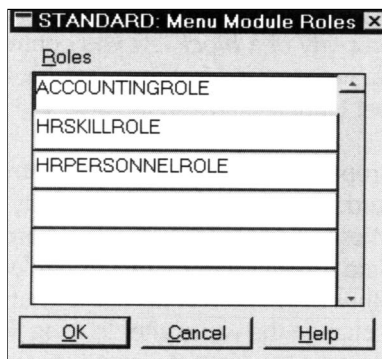 STANDARD: Menu Module Roles
Roles
ACCOUNTINGROLE
HRSKILLROLE
HRPERSONNELROLE
OK Cancel Help